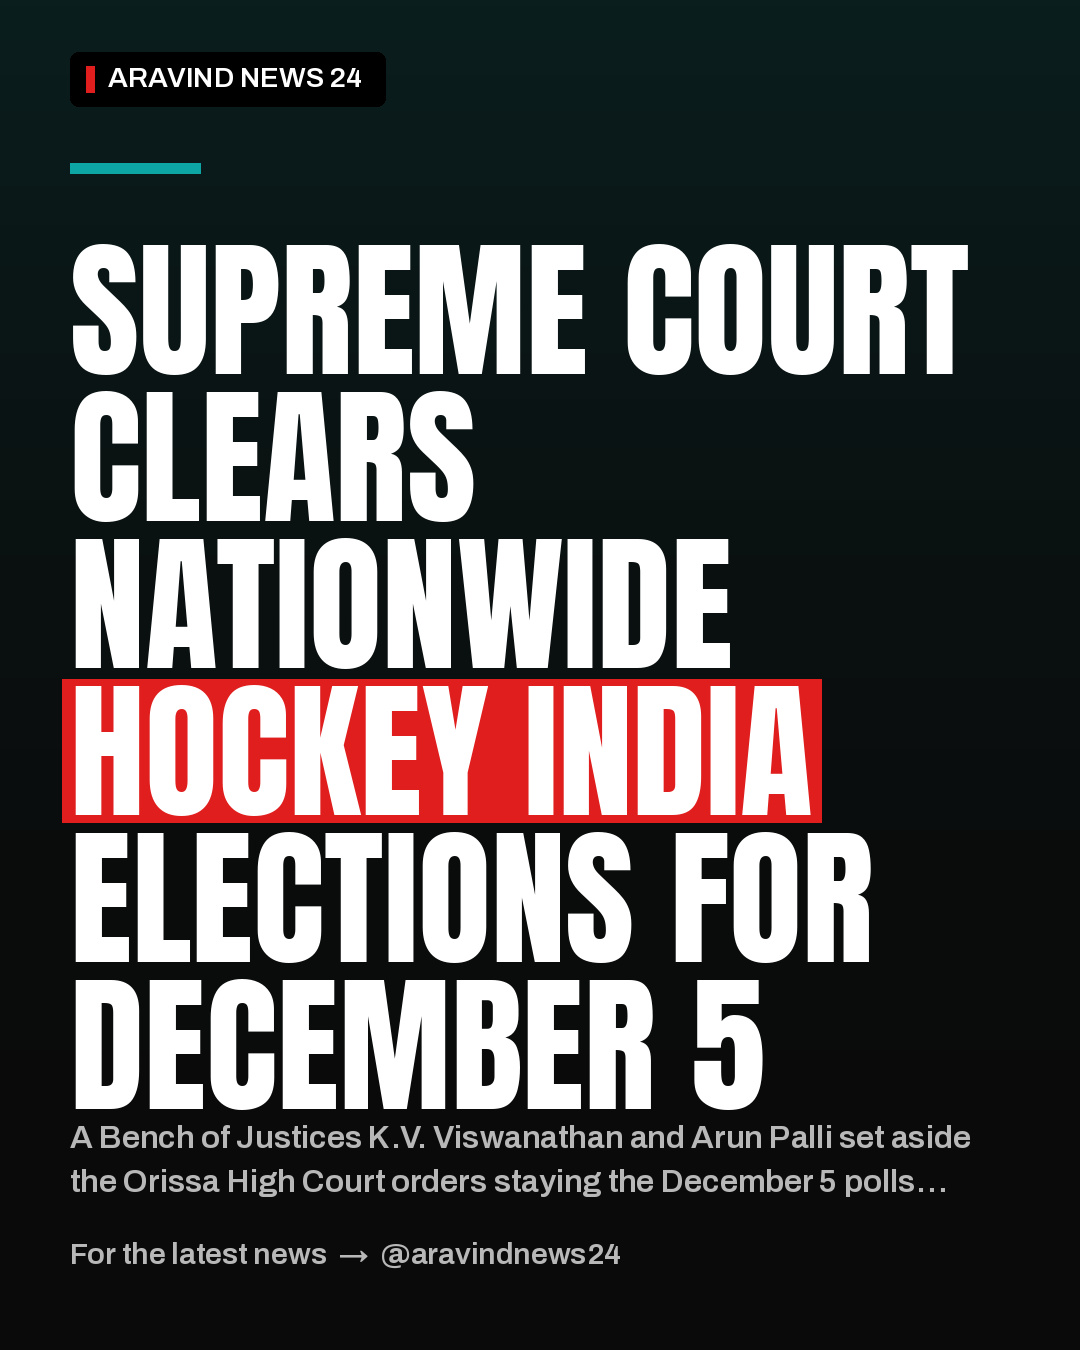 ARAVIND NEWS 24
SUPREME COURT
CLEARS
NATIONWIDE
HOCKEY INDIA
ELECTIONS FOR
DECEMBER 5
A Bench of Justices K.V. Viswanathan and Arun Palli set aside
the Orissa High Court orders staying the December 5 polls…
For the latest news → @aravindnews24